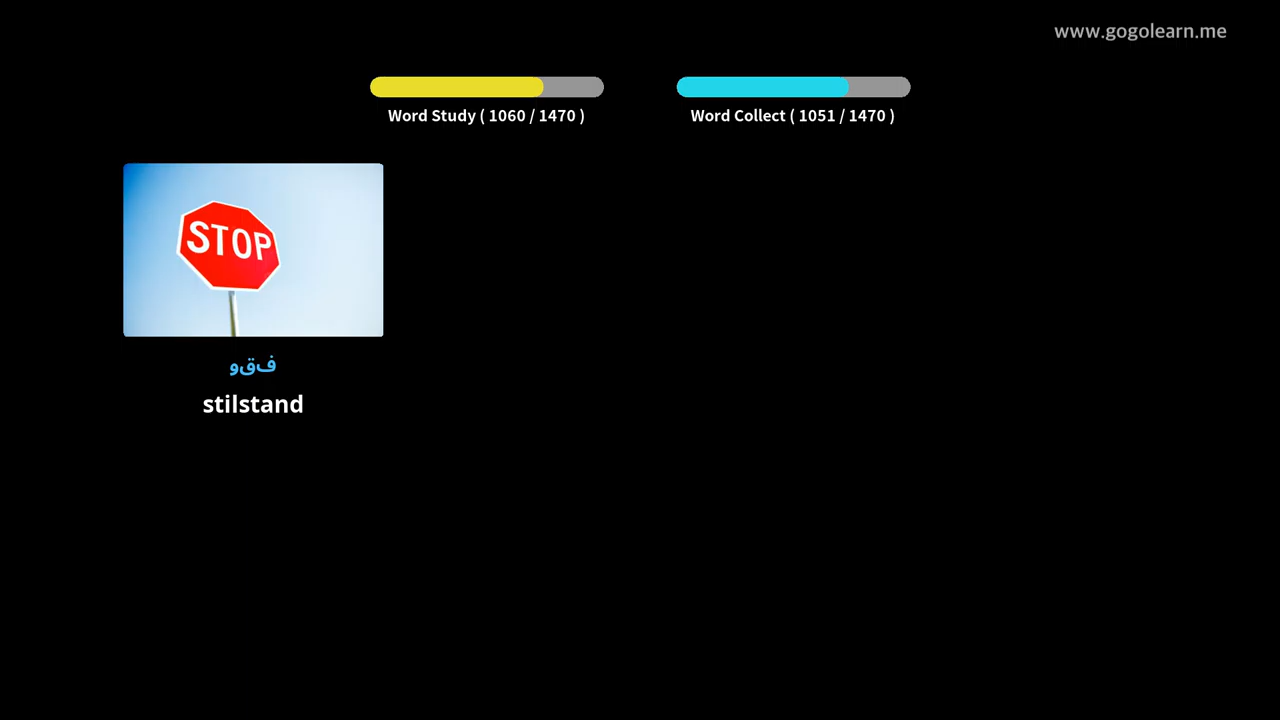 www.gogolearn.me
Word Study ( 1060 / 1470 )
Word Collect ( 1051 / 1470 )
STOP
فقو
stilstand